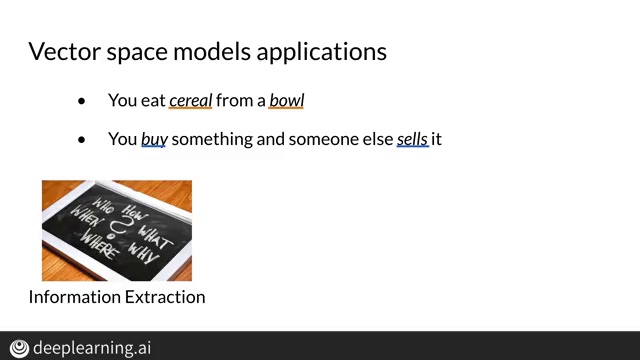 Vector space models applications
• You eat cereal from a bowl
• You buy something and someone else sells it
WHO HOW WHAT
WHEN ?
WHERE WHY
Information Extraction
deeplearning.ai